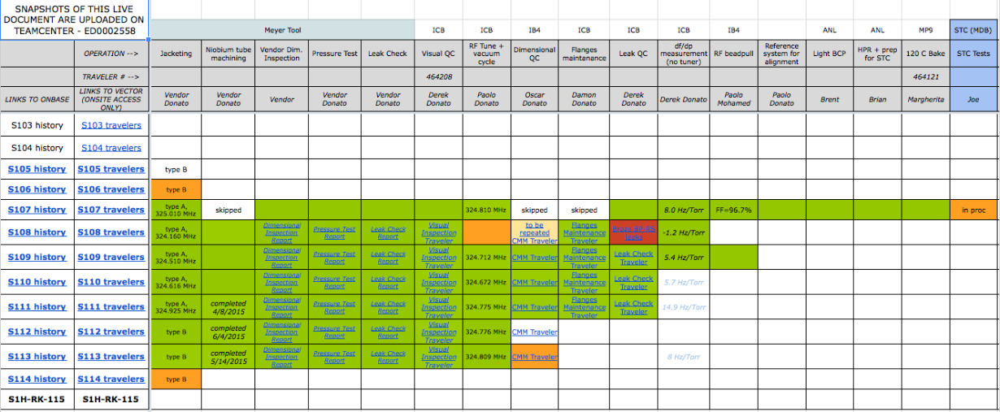 SNAPSHOTS OF THIS LIVE
DOCUMENT ARE UPLOADED ON
TEAMCENTER - ED0002558
Meyer Tool ICB ICB IB4 ICB ICB ICB IB4 ANL ANL MP9 STC (MDB)
OPERATION --> Jacketing Niobium tube machining Vendor Dim. Inspection Pressure Test Leak Check Visual QC RF Tune + vacuum cycle Dimensional QC Flanges maintanance Leak QC df/dp measurement (no tuner) RF beadpull Reference system for alignment Light BCP HPR + prep for STC 120 C Bake STC Tests
TRAVELER # --> 464208 464121
LINKS TO ONBASE LINKS TO VECTOR (ONSITE ACCESS ONLY) Vendor Donato Vendor Donato Vendor Vendor Donato Vendor Donato Derek Donato Paolo Donato Oscar Donato Damon Donato Derek Donato Derek Donato Paolo Mohamed Paolo Donato Brent Brian Margherita Joe
S103 history S103 travelers
S104 history S104 travelers
S105 history S105 travelers type B
S106 history S106 travelers type B
S107 history S107 travelers type A, 325.010 MHz skipped 324.810 MHz skipped skipped 8.0 Hz/Torr FF=96.7% in proc
S108 history S108 travelers type A, 324.160 MHz Dimensional Inspection Report Pressure Test Report Leak Check Report Visual Inspection Traveler to be repeated CMM Traveler Flanges Maintenance Traveler -1.2 Hz/Torr
S109 history S109 travelers type A, 324.510 MHz Dimensional Inspection Report Pressure Test Report Leak Check Report Visual Inspection Traveler 324.712 MHz CMM Traveler Flanges Maintenance Traveler Leak Check Traveler 5.4 Hz/Torr
S110 history S110 travelers type A, 324.616 MHz Dimensional Inspection Report Pressure Test Report Leak Check Report Visual Inspection Traveler 324.672 MHz CMM Traveler Flanges Maintenance Traveler Leak Check Traveler 5.7 Hz/Torr
S111 history S111 travelers type A, 324.925 MHz completed 4/8/2015 Dimensional Inspection Report Pressure Test Report Leak Check Report Visual Inspection Traveler 324.775 MHz CMM Traveler Flanges Maintenance Traveler Leak Check Traveler 14.9 Hz/Torr
S112 history S112 travelers type B completed 6/4/2015 Dimensional Inspection Report Pressure Test Report Leak Check Report Visual Inspection Traveler 324.776 MHz CMM Traveler
S113 history S113 travelers type B completed 5/14/2015 Dimensional Inspection Report Pressure Test Report Leak Check Report Visual Inspection Traveler 324.809 MHz CMM Traveler 8 Hz/Torr
S114 history S114 travelers type B
S1H-RK-115 S1H-RK-115